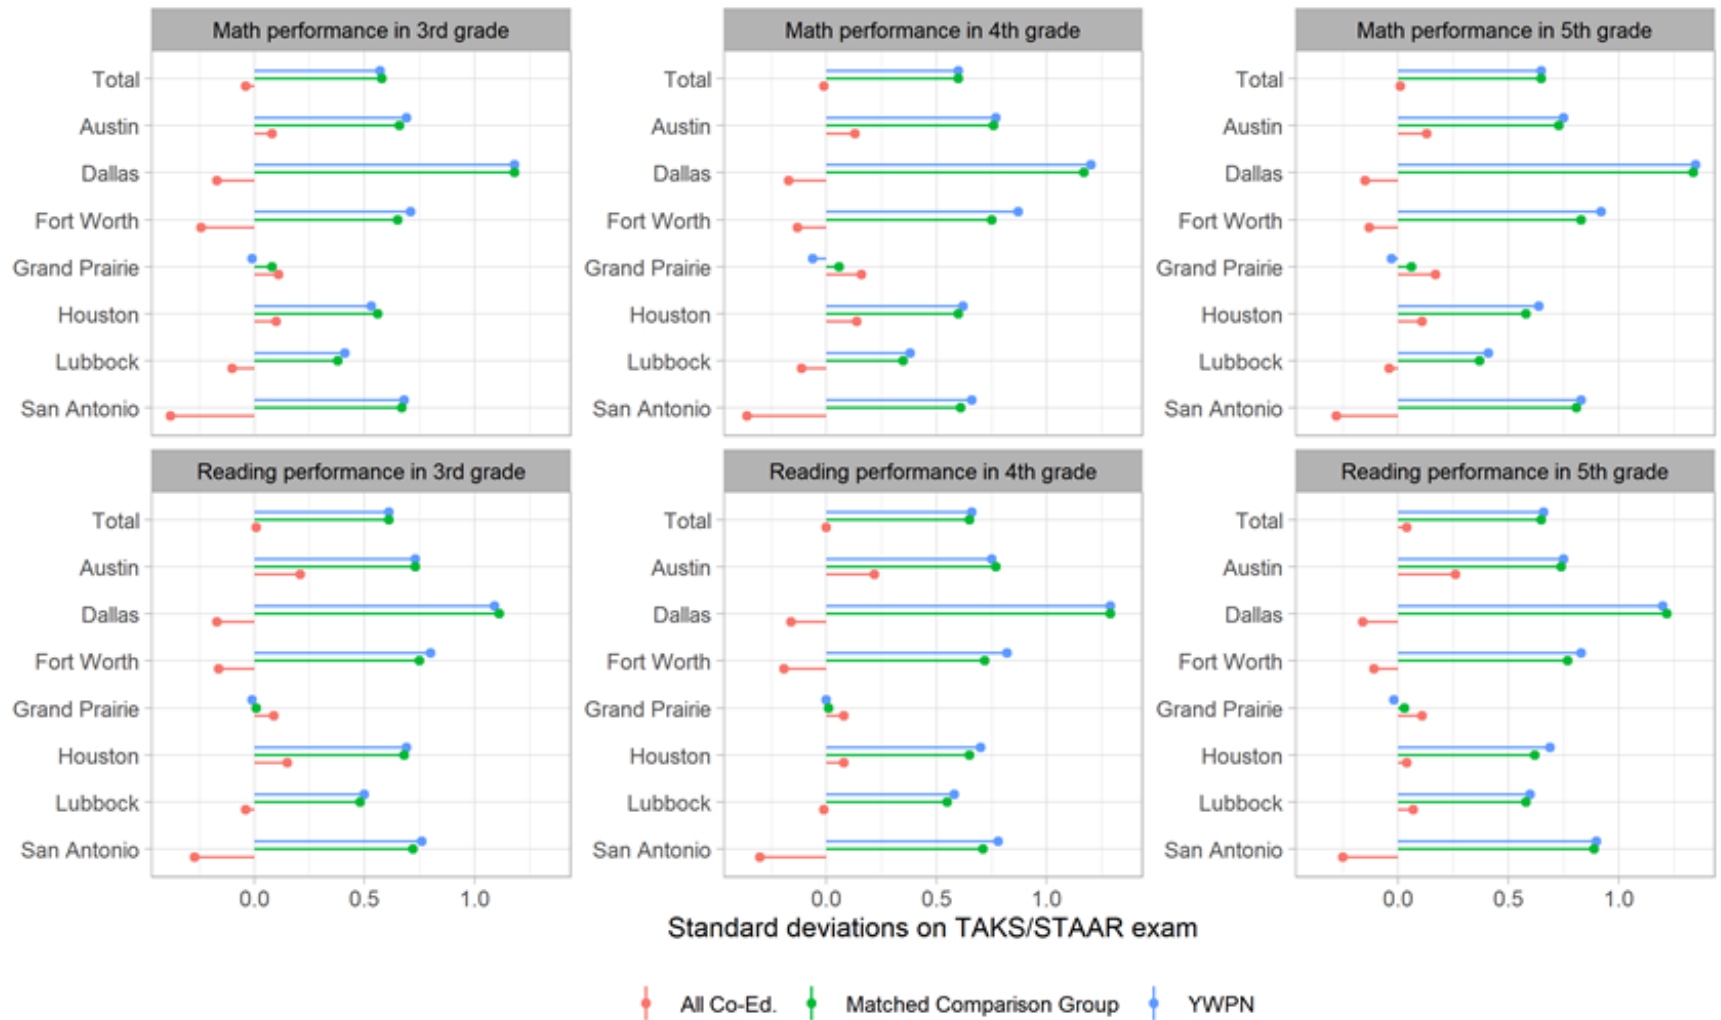 Math performance in 3rd grade
Total
Austin
Dallas
Fort Worth
Grand Prairie
Houston
Lubbock
San Antonio
Math performance in 4th grade
Total
Austin
Dallas
Fort Worth
Grand Prairie
Houston
Lubbock
San Antonio
Math performance in 5th grade
Total
Austin
Dallas
Fort Worth
Grand Prairie
Houston
Lubbock
San Antonio
Reading performance in 3rd grade
Total
Austin
Dallas
Fort Worth
Grand Prairie
Houston
Lubbock
San Antonio
0.0 0.5 1.0
Reading performance in 4th grade
Total
Austin
Dallas
Fort Worth
Grand Prairie
Houston
Lubbock
San Antonio
0.0 0.5 1.0
Reading performance in 5th grade
Total
Austin
Dallas
Fort Worth
Grand Prairie
Houston
Lubbock
San Antonio
0.0 0.5 1.0
Standard deviations on TAKS/STAAR exam
All Co-Ed. Matched Comparison Group YWPN